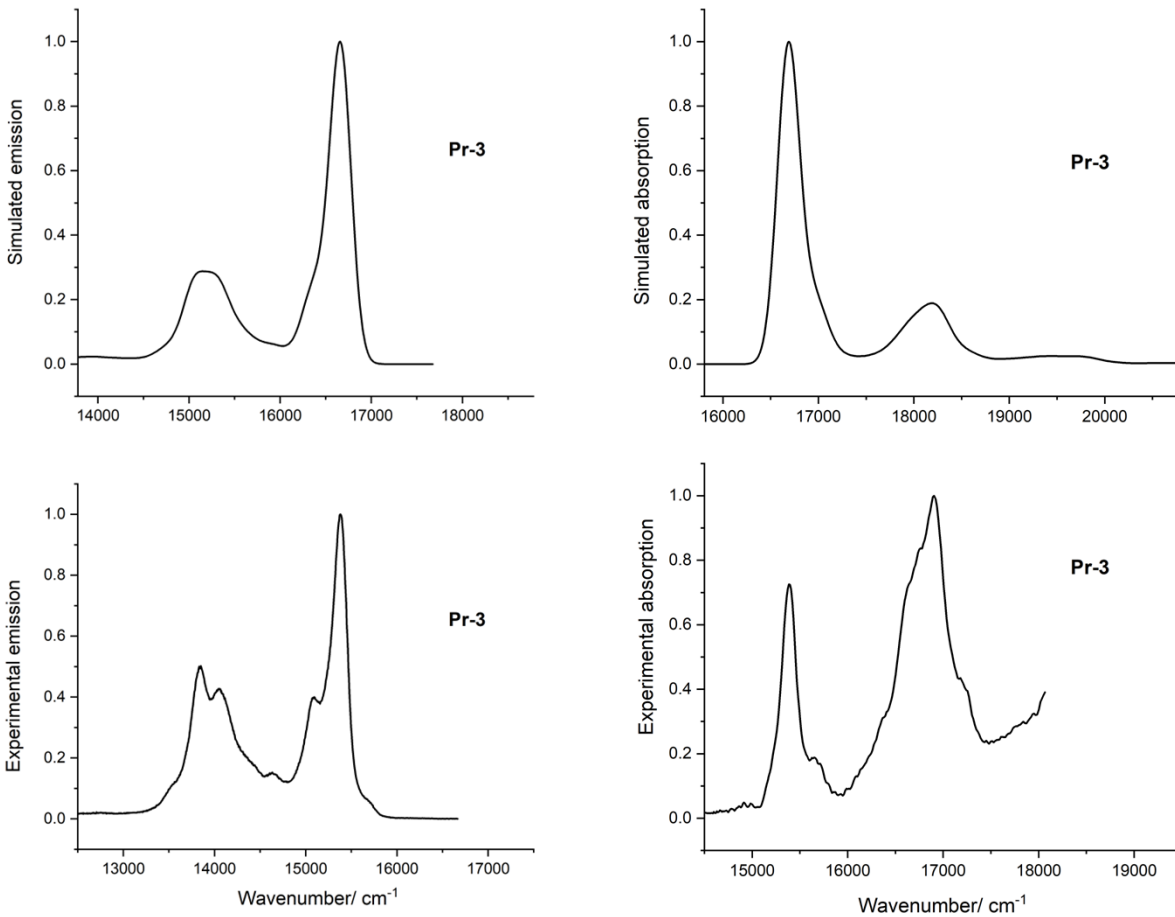 Simulated emission
1.0
0.8
0.6
0.4
0.2
0.0
Pr-3
14000 15000 16000 17000 18000
Simulated absorption
1.0
0.8
0.6
0.4
0.2
0.0
Pr-3
16000 17000 18000 19000 20000
Experimental emission
1.0
0.8
0.6
0.4
0.2
0.0
Pr-3
13000 14000 15000 16000 17000
Wavenumber/ cm⁻¹
Experimental absorption
1.0
0.8
0.6
0.4
0.2
0.0
Pr-3
15000 16000 17000 18000 19000
Wavenumber/ cm⁻¹